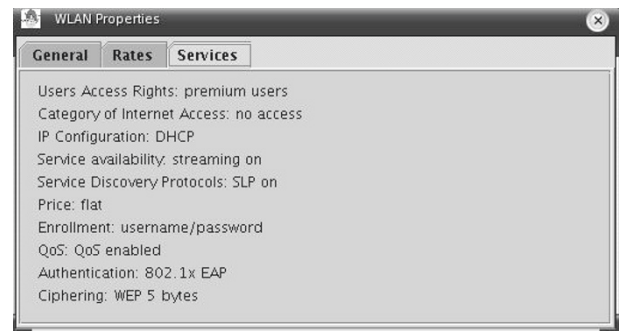 WLAN Properties
General Rates Services
Users Access Rights: premium users
Category of Internet Access: no access
IP Configuration: DHCP
Service availability: streaming on
Service Discovery Protocols: SLP on
Price: flat
Enrollment: username/password
QoS: QoS enabled
Authentication: 802.1x EAP
Ciphering: WEP 5 bytes